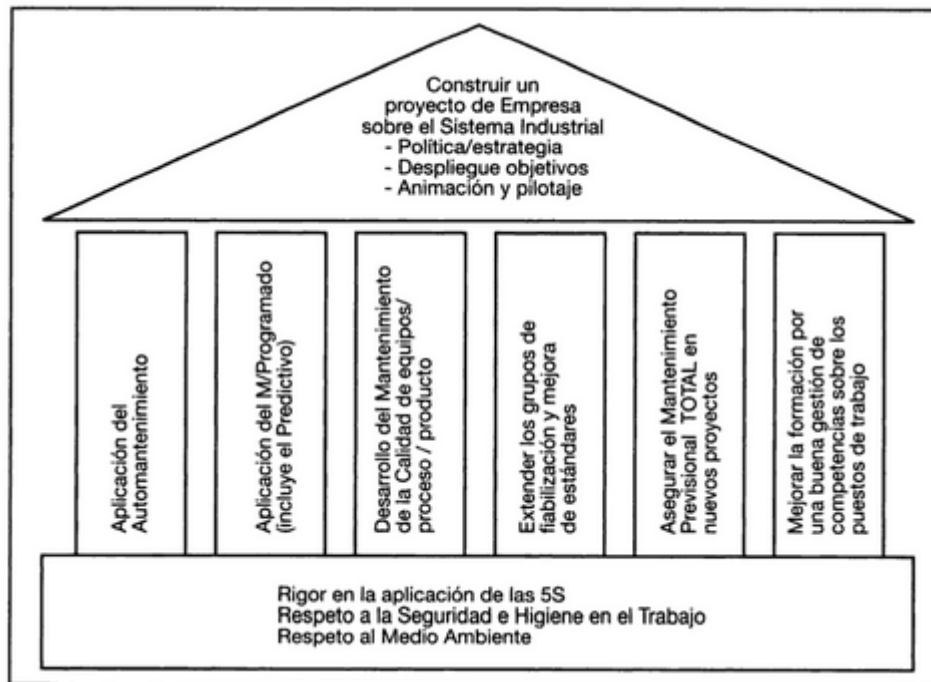 Construir un
proyecto de Empresa
sobre el Sistema Industrial
- Política/estrategia
- Despliegue objetivos
- Animación y pilotaje
Aplicación del
Automantenimiento
Aplicación del M/Programado
(incluye el Predictivo)
Desarrollo del Mantenimiento
de la Calidad de equipos/
proceso / producto
Extender los grupos de
fiabilización y mejora
de estándares
Asegurar el Mantenimiento
Previsional TOTAL en
nuevos proyectos
Mejorar la formación por
una buena gestión de
competencias sobre los
puestos de trabajo
Rigor en la aplicación de las 5S
Respeto a la Seguridad e Higiene en el Trabajo
Respeto al Medio Ambiente